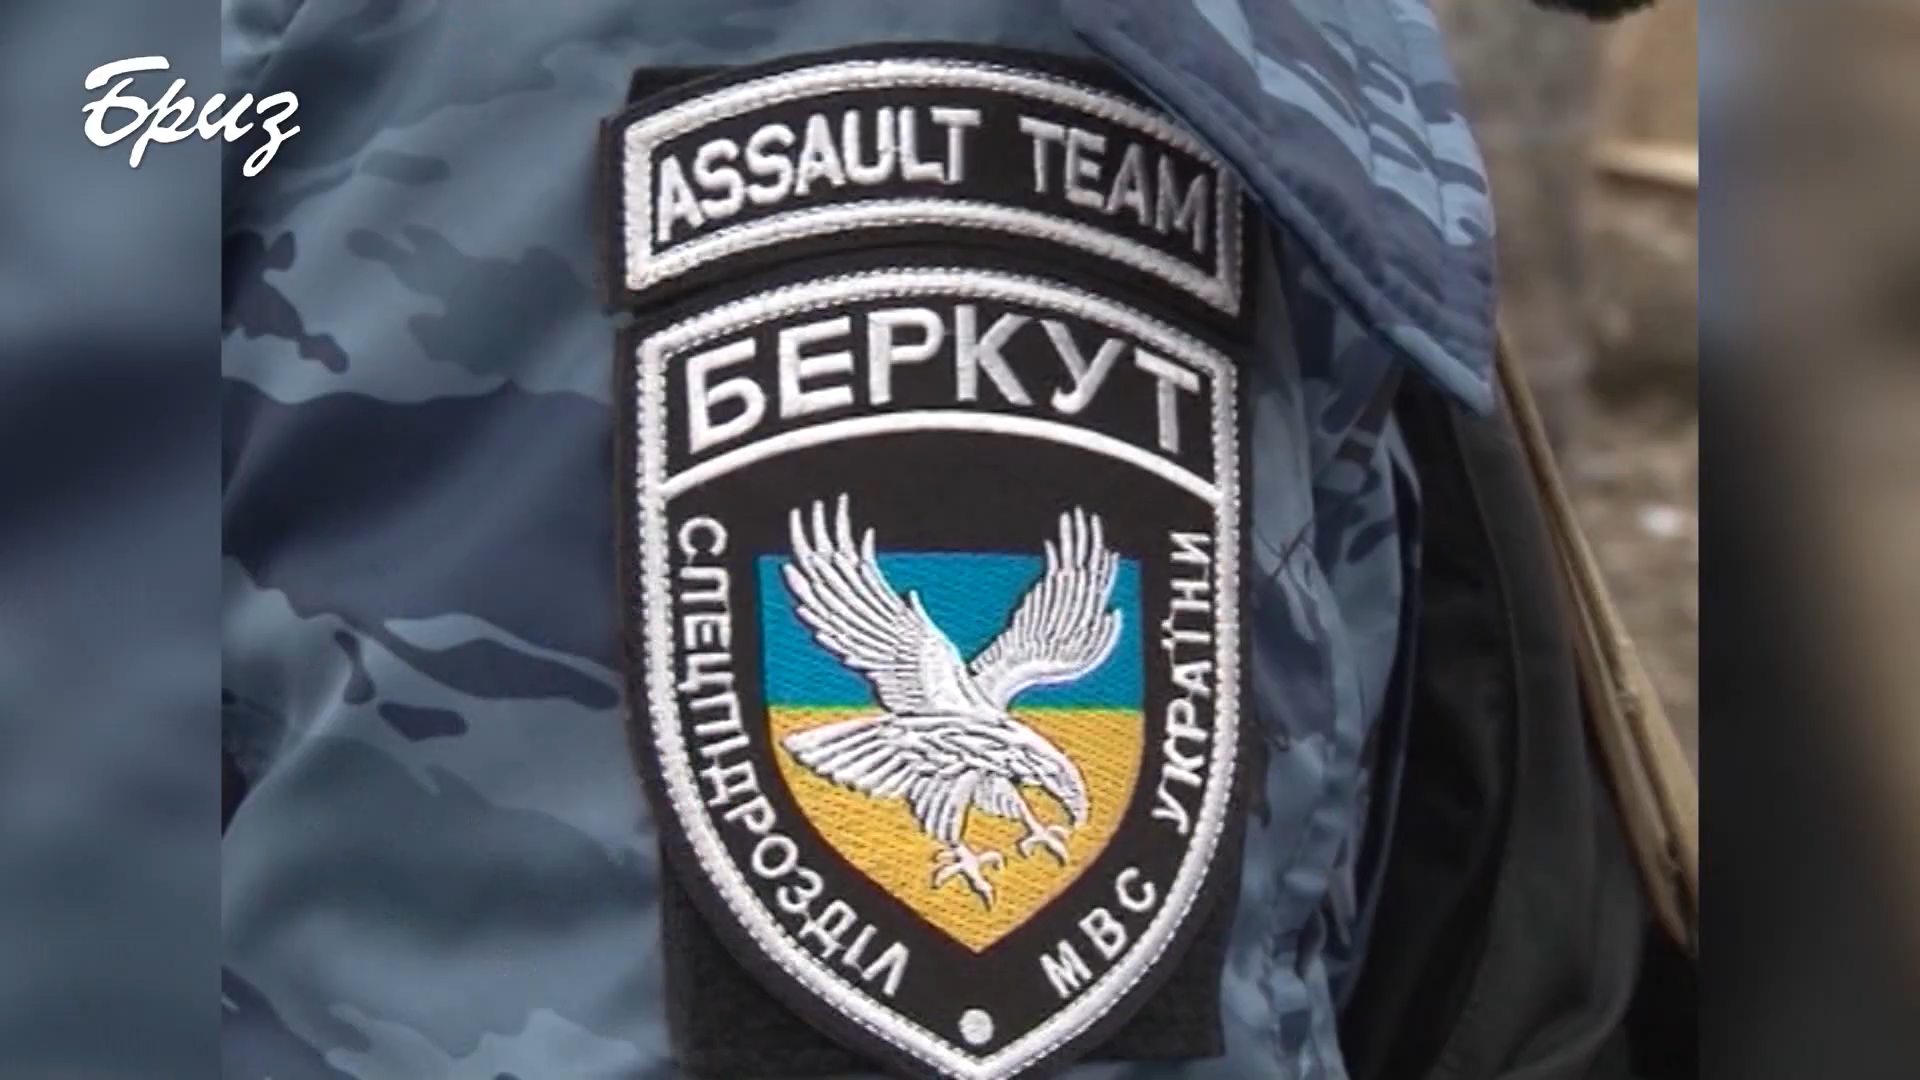 Бриз
ASSAULT TEAM
БЕРКУТ
СПЕЦПІДРОЗДІЛ
МВС УКРАЇНИ